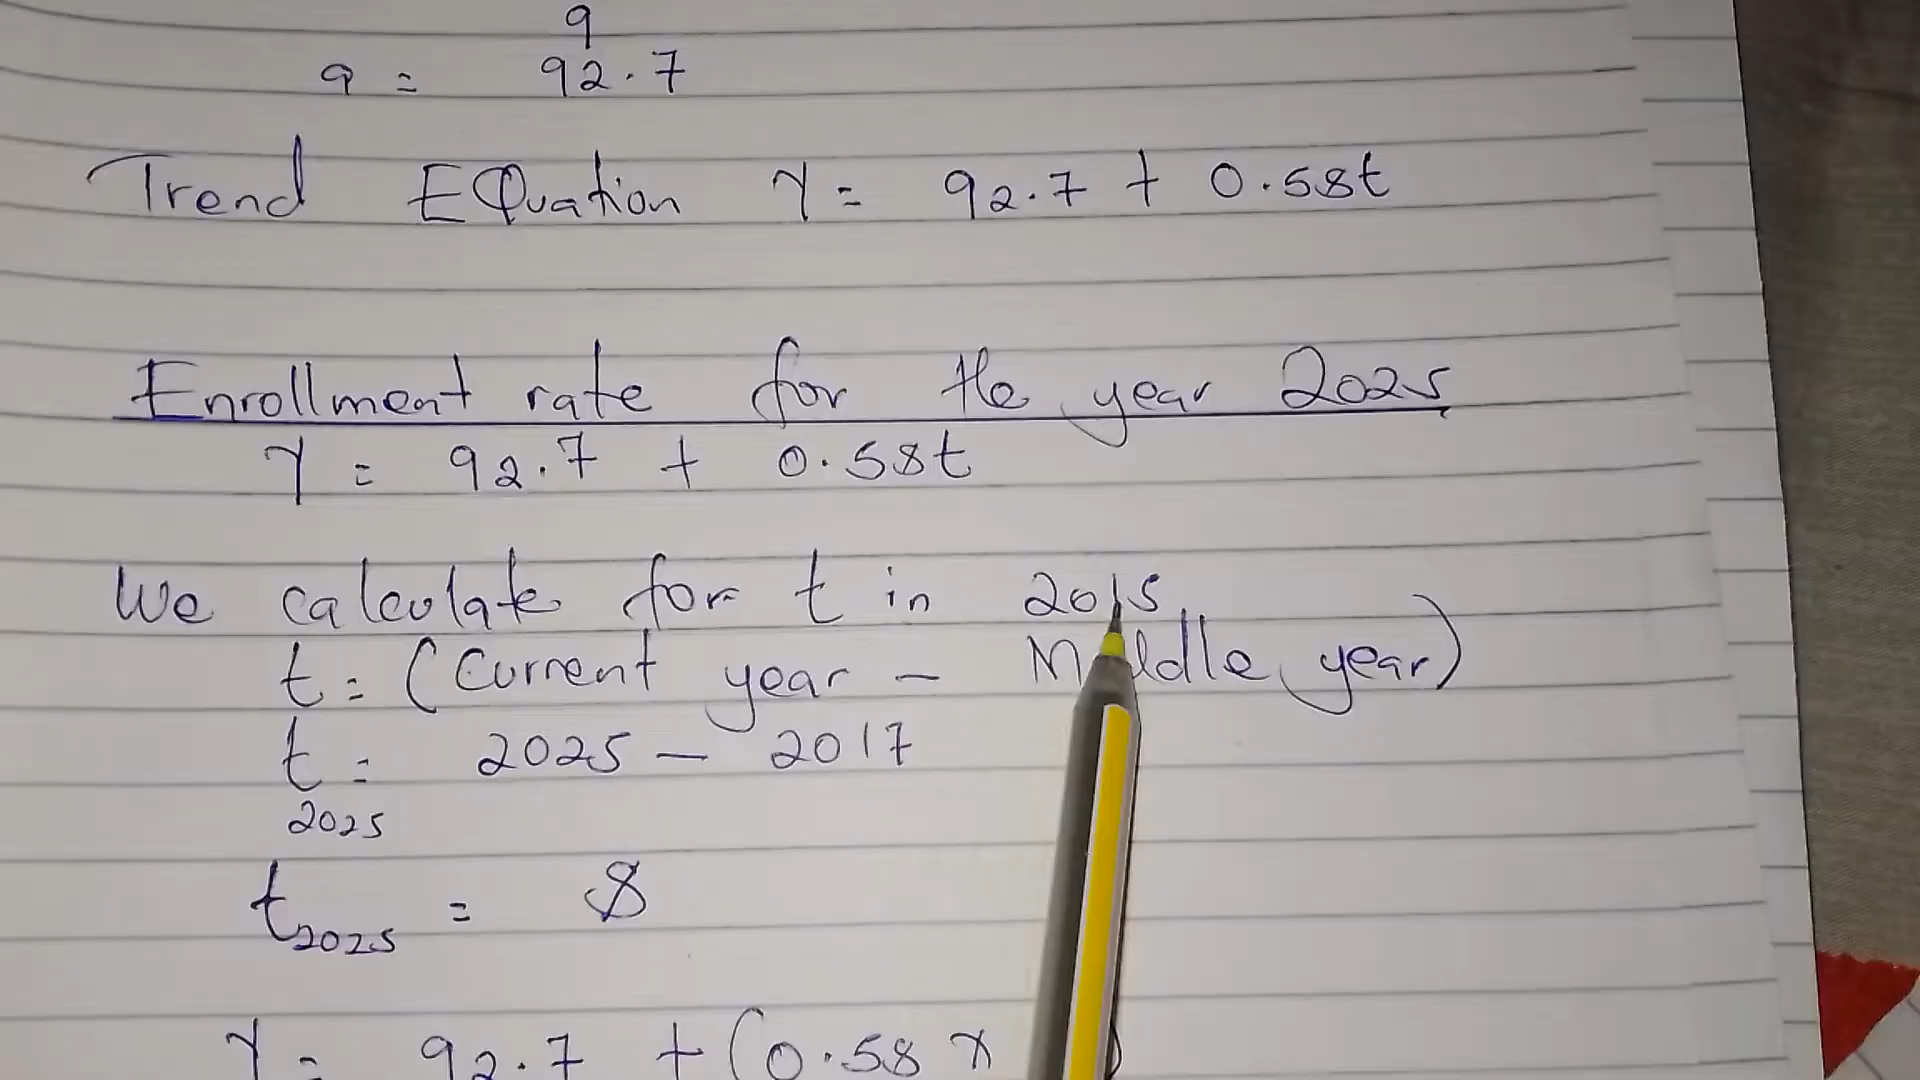 9
a = 92.7
Trend EQuation Y = 92.7 + 0.58t
Enrollment rate for the year 2025
Y = 92.7 + 0.58t
We calculate for t in 2015
t = (Current year - Middle year)
t = 2025 - 2017
2025
t2025 = 8
Y = 92.7 + (0.58 x )